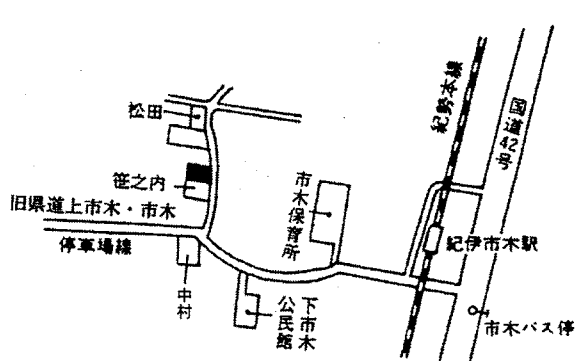 紀勢本線
国道42号
松田
笹之内
旧県道上市木・市木
停車場線
中村
市木保育所
下市木
公民館
紀伊市木駅
市木バス停